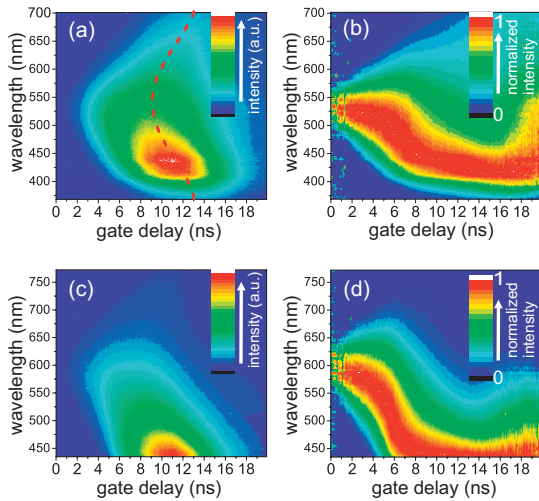 (a)
wavelength (nm)
700
650
600
550
500
450
400
0 2 4 6 8 10 12 14 16 18
gate delay (ns)
intensity (a.u.)
(b)
wavelength (nm)
700
650
600
550
500
450
400
0 2 4 6 8 10 12 14 16 18
gate delay (ns)
1
0
normalized
intensity
(c)
wavelength (nm)
750
700
650
600
550
500
450
0 2 4 6 8 10 12 14 16 18
gate delay (ns)
intensity (a.u.)
(d)
wavelength (nm)
750
700
650
600
550
500
450
0 2 4 6 8 10 12 14 16 18
gate delay (ns)
1
0
normalized
intensity